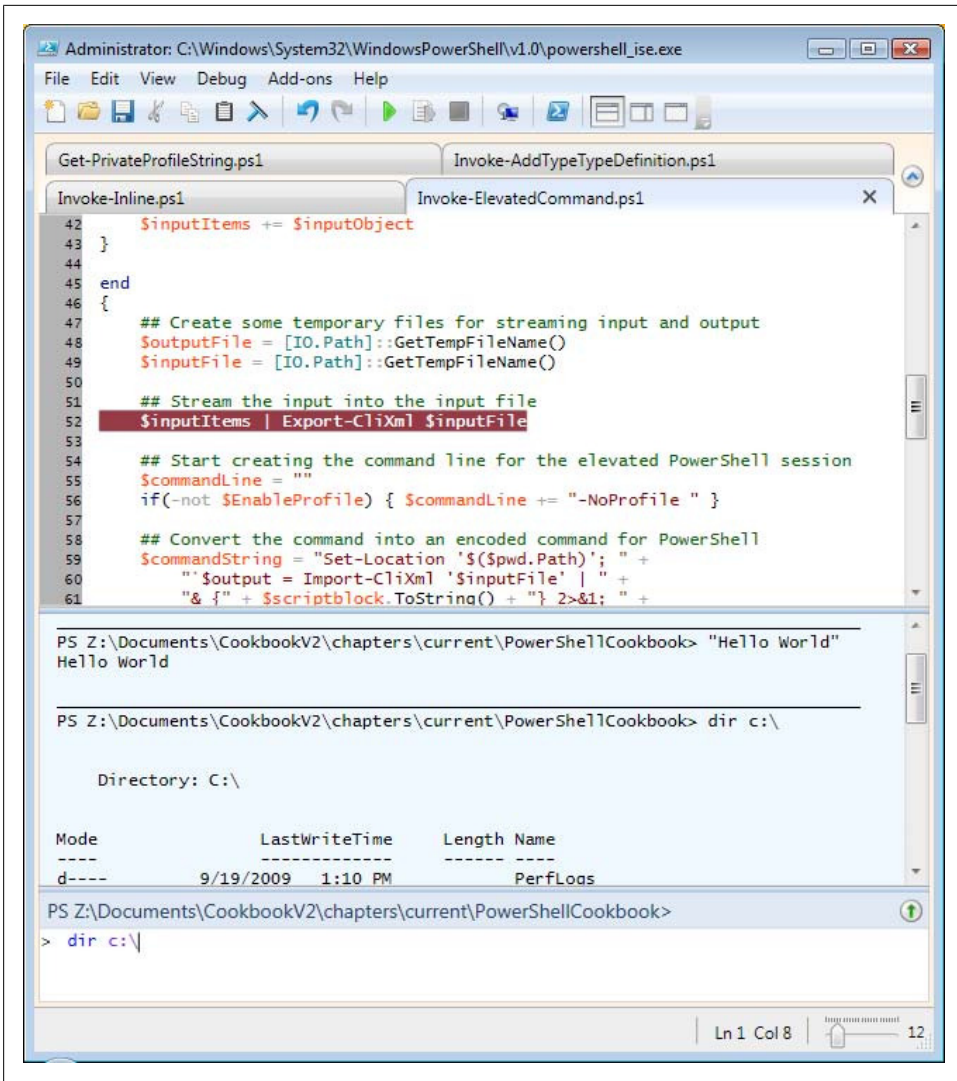 Administrator: C:\Windows\System32\WindowsPowerShell\v1.0\powershell_ise.exe
File Edit View Debug Add-ons Help
Get-PrivateProfileString.ps1 Invoke-AddTypeTypeDefinition.ps1
Invoke-Inline.ps1 Invoke-ElevatedCommand.ps1
42 $inputItems += $inputObject
43 }
44
45 end
46 {
47 ## Create some temporary files for streaming input and output
48 $outputFile = [IO.Path]::GetTempFileName()
49 $inputFile = [IO.Path]::GetTempFileName()
50
51 ## Stream the input into the input file
52 $inputItems | Export-CliXml $inputFile
53
54 ## Start creating the command line for the elevated PowerShell session
55 $commandLine = ""
56 if(-not $EnableProfile) { $commandLine += "-NoProfile " }
57
58 ## Convert the command into an encoded command for PowerShell
59 $commandString = "Set-Location '$($pwd.Path)'; " +
60 "`$output = Import-CliXml '$inputFile' | " +
61 "& {" + $scriptblock.ToString() + "} 2>&1; " +
PS Z:\Documents\CookbookV2\chapters\current\PowerShellCookbook> "Hello World"
Hello World
PS Z:\Documents\CookbookV2\chapters\current\PowerShellCookbook> dir c:\
Directory: C:\
Mode LastWriteTime Length Name
---- ------------- ------ ----
d---- 9/19/2009 1:10 PM PerfLogs
PS Z:\Documents\CookbookV2\chapters\current\PowerShellCookbook>
> dir c:\
Ln 1 Col 8 12